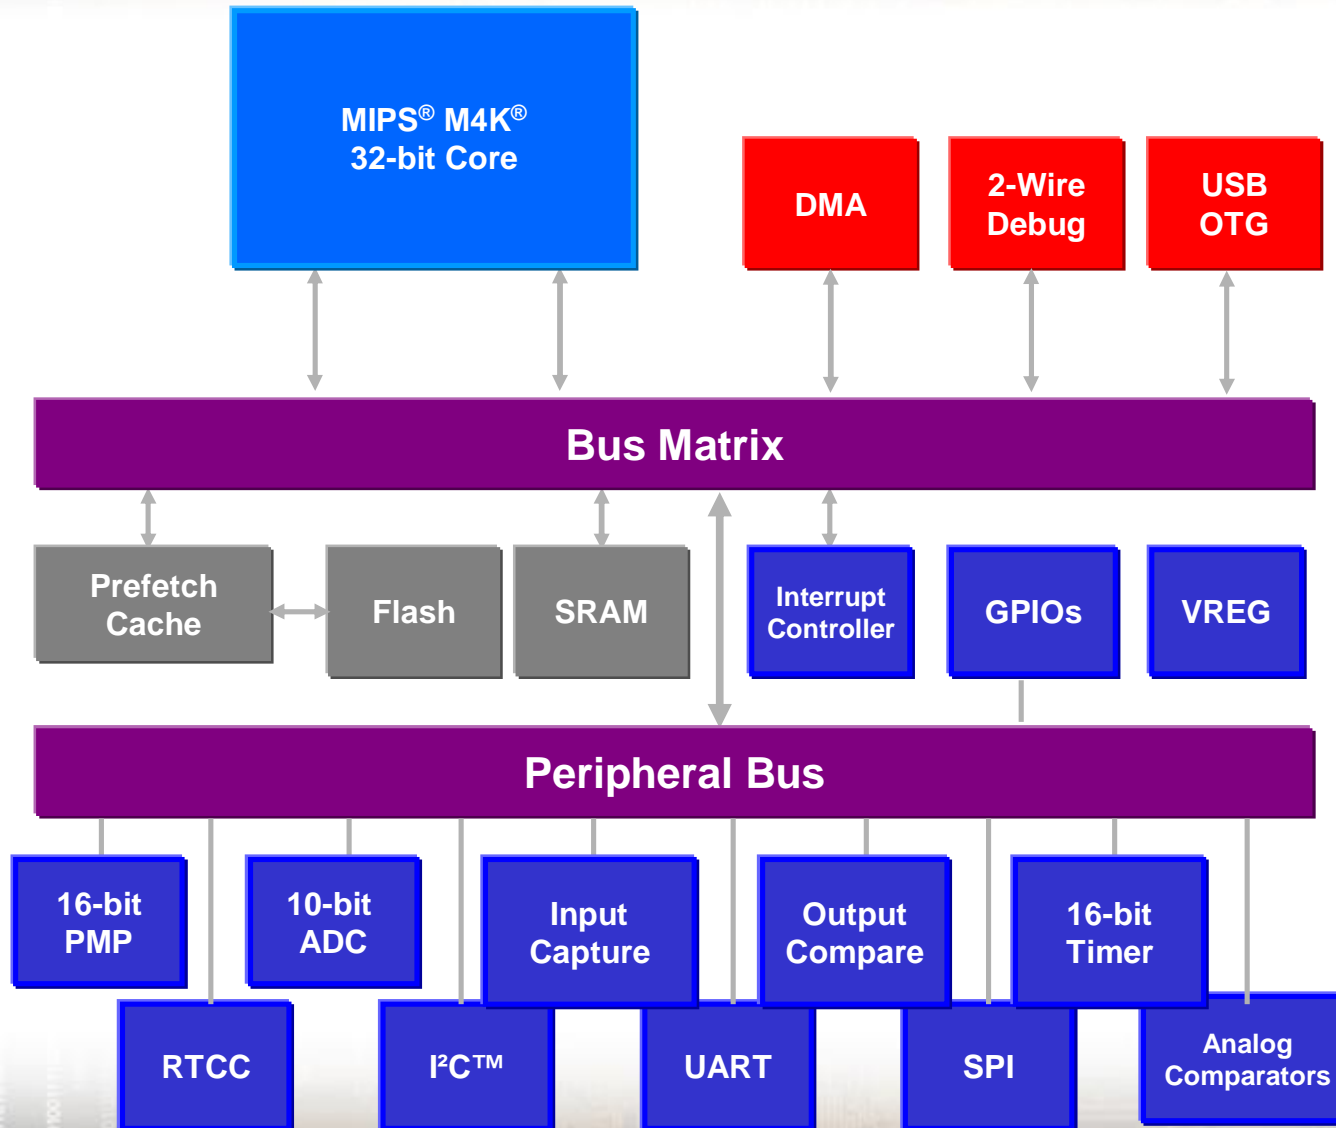 MIPS® M4K®
32-bit Core
DMA
2-Wire
Debug
USB
OTG
Bus Matrix
Prefetch
Cache
Flash
SRAM
Interrupt
Controller
GPIOs
VREG
Peripheral Bus
16-bit
PMP
10-bit
ADC
Input
Capture
Output
Compare
16-bit
Timer
RTCC
I²C™
UART
SPI
Analog
Comparators